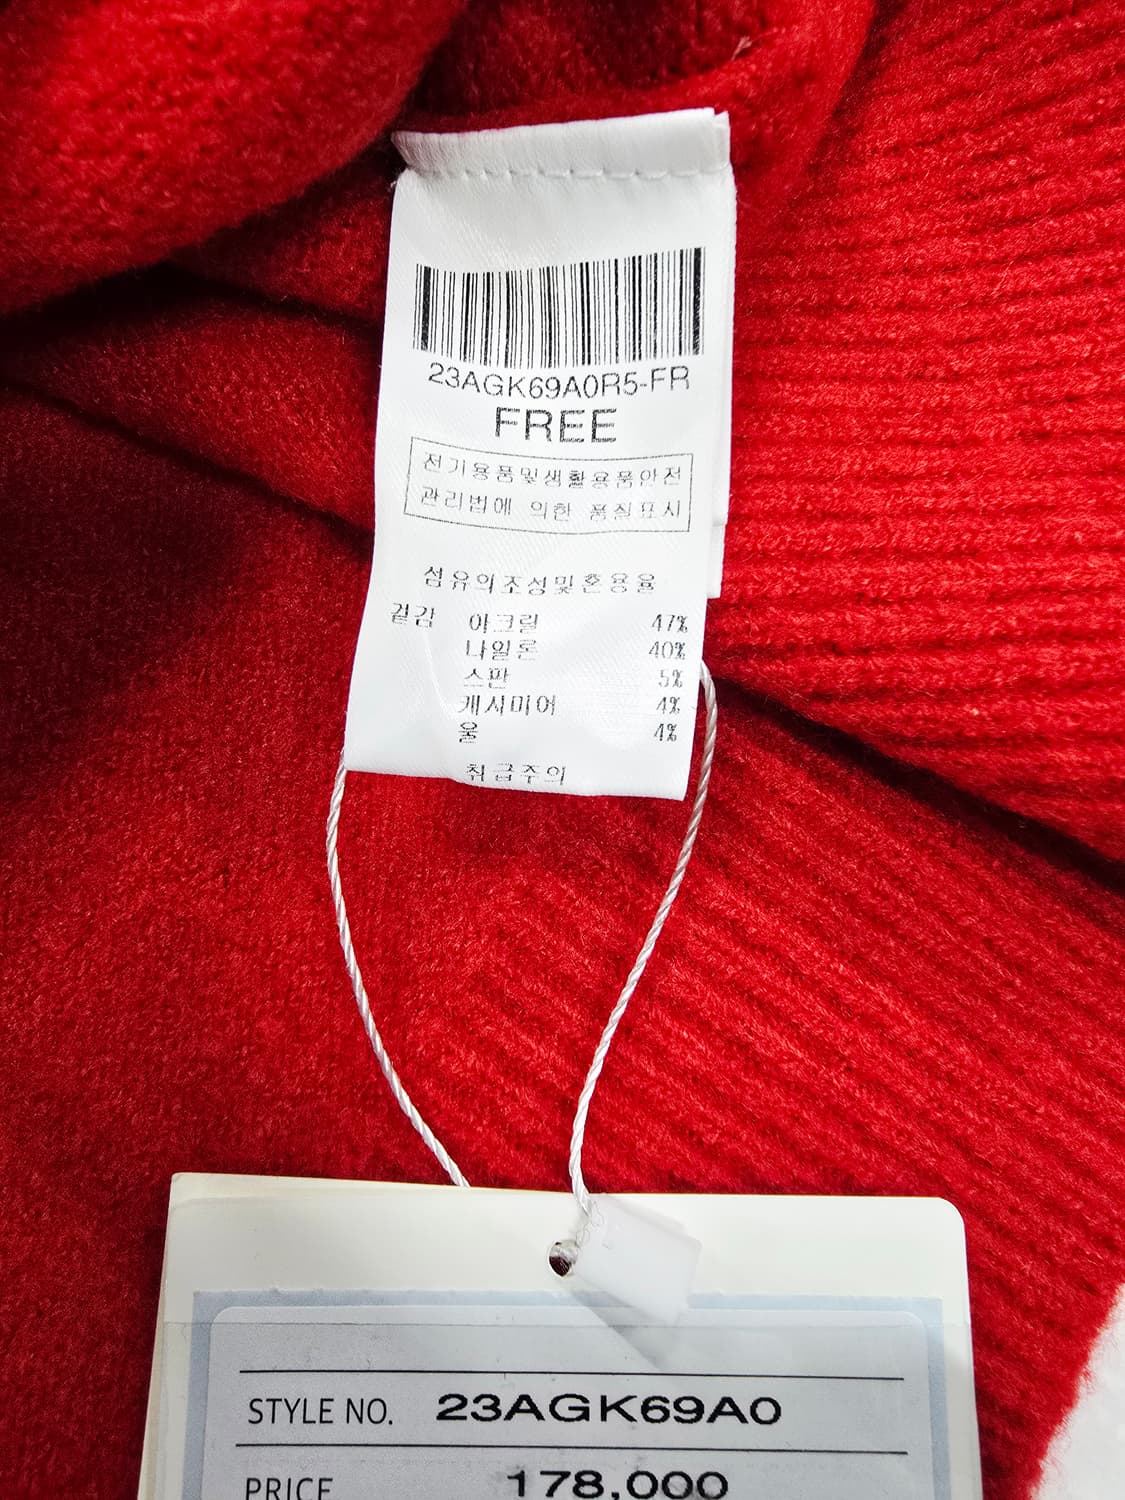 23AGK69A0R5-FR
FREE
전기용품및생활용품안전
관리법에 의한 품질표시
섬유의조성및혼용율
겉감 아크릴 47%
나일론 40%
스판 5%
캐시미어 4%
울 4%
취급주의
STYLE NO. 23AGK69A0
PRICE 178,000